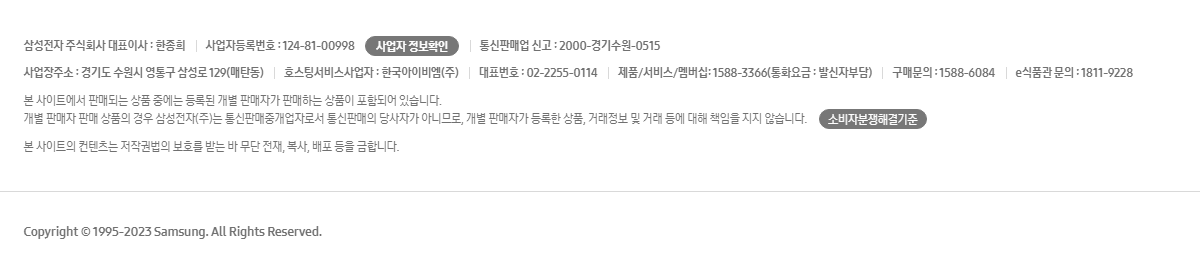 삼성전자 주식회사 대표이사 : 한종희 | 사업자등록번호 : 124-81-00998 사업자 정보확인 | 통신판매업 신고 : 2000-경기수원-0515
사업장주소 : 경기도 수원시 영통구 삼성로 129(매탄동) | 호스팅서비스사업자 : 한국아이비엠(주) | 대표번호 : 02-2255-0114 | 제품/서비스/멤버십: 1588-3366(통화요금 : 발신자부담) | 구매문의 : 1588-6084 | e식품관 문의 : 1811-9228
본 사이트에서 판매되는 상품 중에는 등록된 개별 판매자가 판매하는 상품이 포함되어 있습니다.
개별 판매자 판매 상품의 경우 삼성전자(주)는 통신판매중개업자로서 통신판매의 당사자가 아니므로, 개별 판매자가 등록한 상품, 거래정보 및 거래 등에 대해 책임을 지지 않습니다. 소비자분쟁해결기준
본 사이트의 컨텐츠는 저작권법의 보호를 받는 바 무단 전재, 복사, 배포 등을 금합니다.
Copyright © 1995-2023 Samsung. All Rights Reserved.